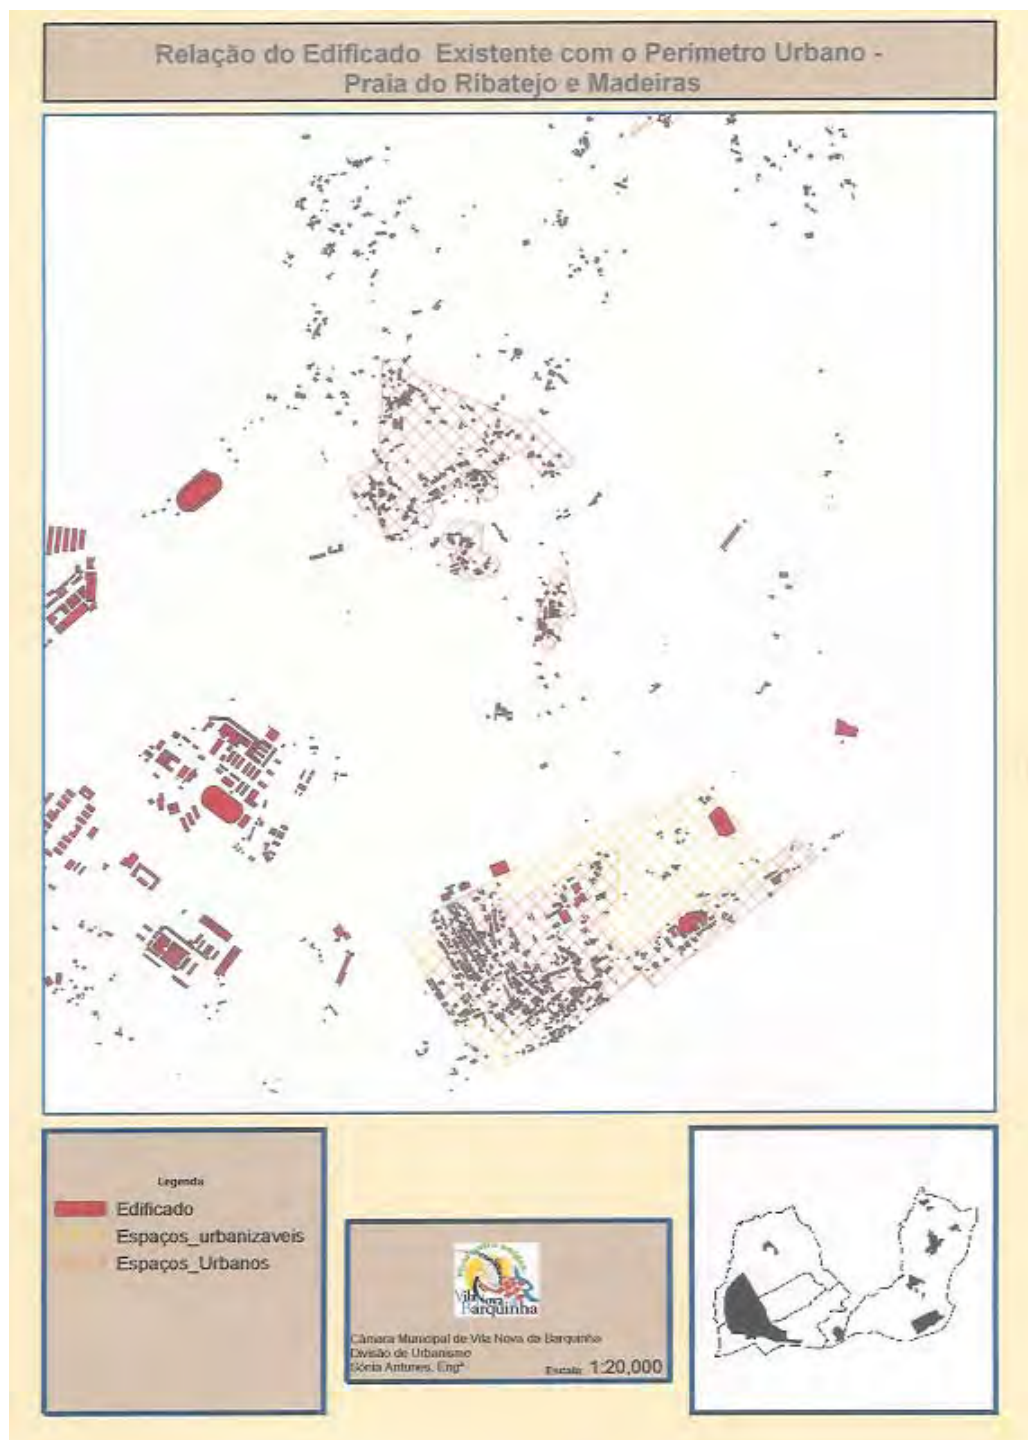 Relação do Edificado Existente com o Perímetro Urbano -
Praia do Ribatejo e Madeiras
Legenda
Edificado
Espaços_urbanizaveis
Espaços_Urbanos
Vila Nova
Barquinha
Câmara Municipal de Vila Nova da Barquinha
Divisão de Urbanismo
Sónia Antunes, Engª
Escala: 1:20,000